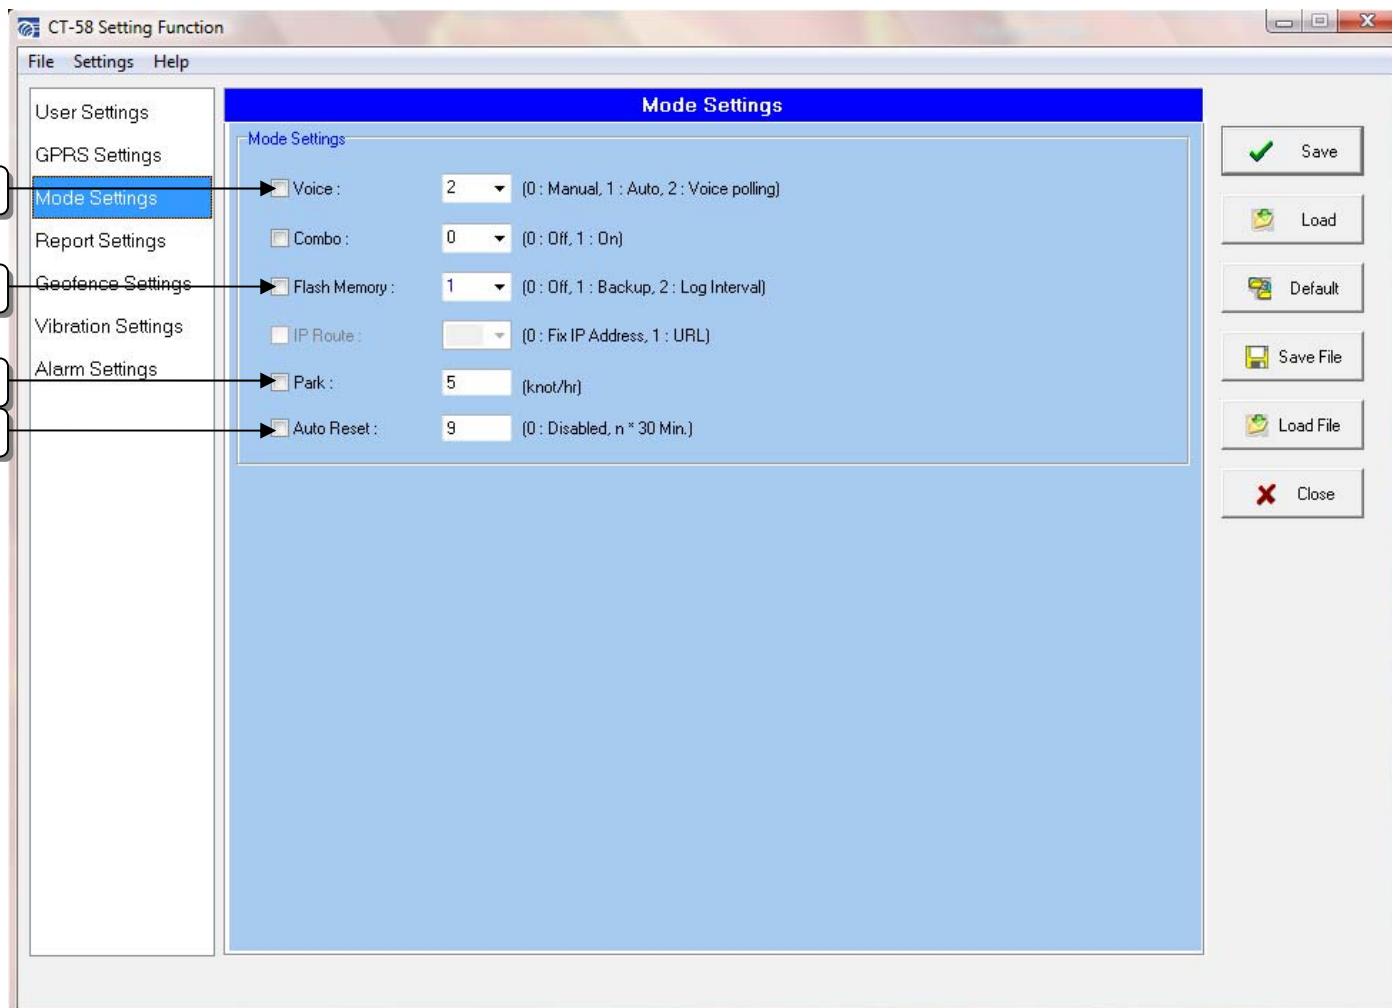 CT-58 Setting Function
File Settings Help
User Settings
GPRS Settings
Mode Settings
Report Settings
Geofence Settings
Vibration Settings
Alarm Settings
Mode Settings
Mode Settings
Voice : 2 (0 : Manual, 1 : Auto, 2 : Voice polling)
Combo : 0 (0 : Off, 1 : On)
Flash Memory : 1 (0 : Off, 1 : Backup, 2 : Log Interval)
IP Route : (0 : Fix IP Address, 1 : URL)
Park : 5 (knot/hr)
Auto Reset : 9 (0 : Disabled, n * 30 Min.)
Save
Load
Default
Save File
Load File
Close